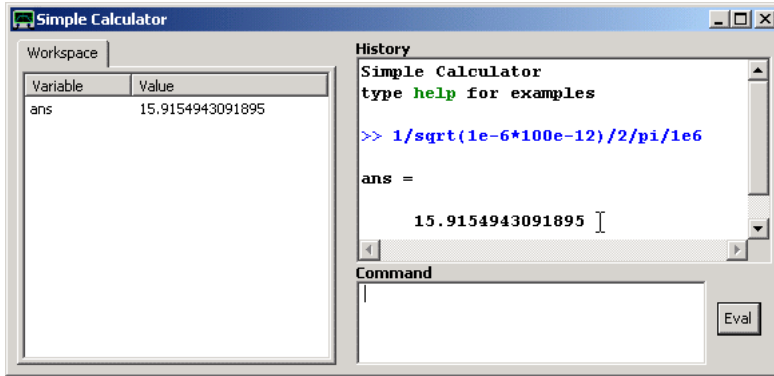 Simple Calculator
Workspace
Variable Value
ans 15.9154943091895
History
Simple Calculator
type help for examples
>> 1/sqrt(1e-6*100e-12)/2/pi/1e6
ans =
15.9154943091895
Command
Eval